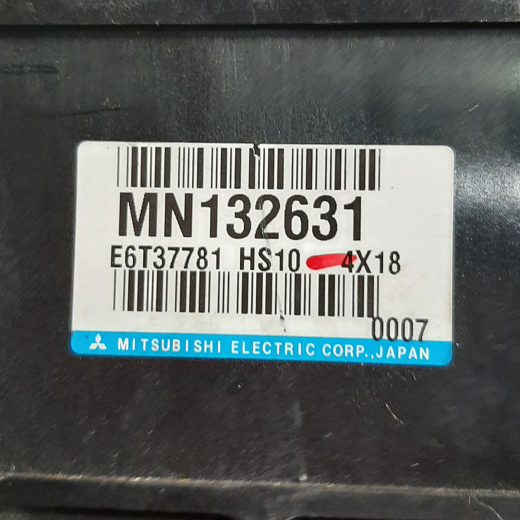 MN132631
E6T37781 HS10 4X18
0007
MITSUBISHI ELECTRIC CORP.,JAPAN